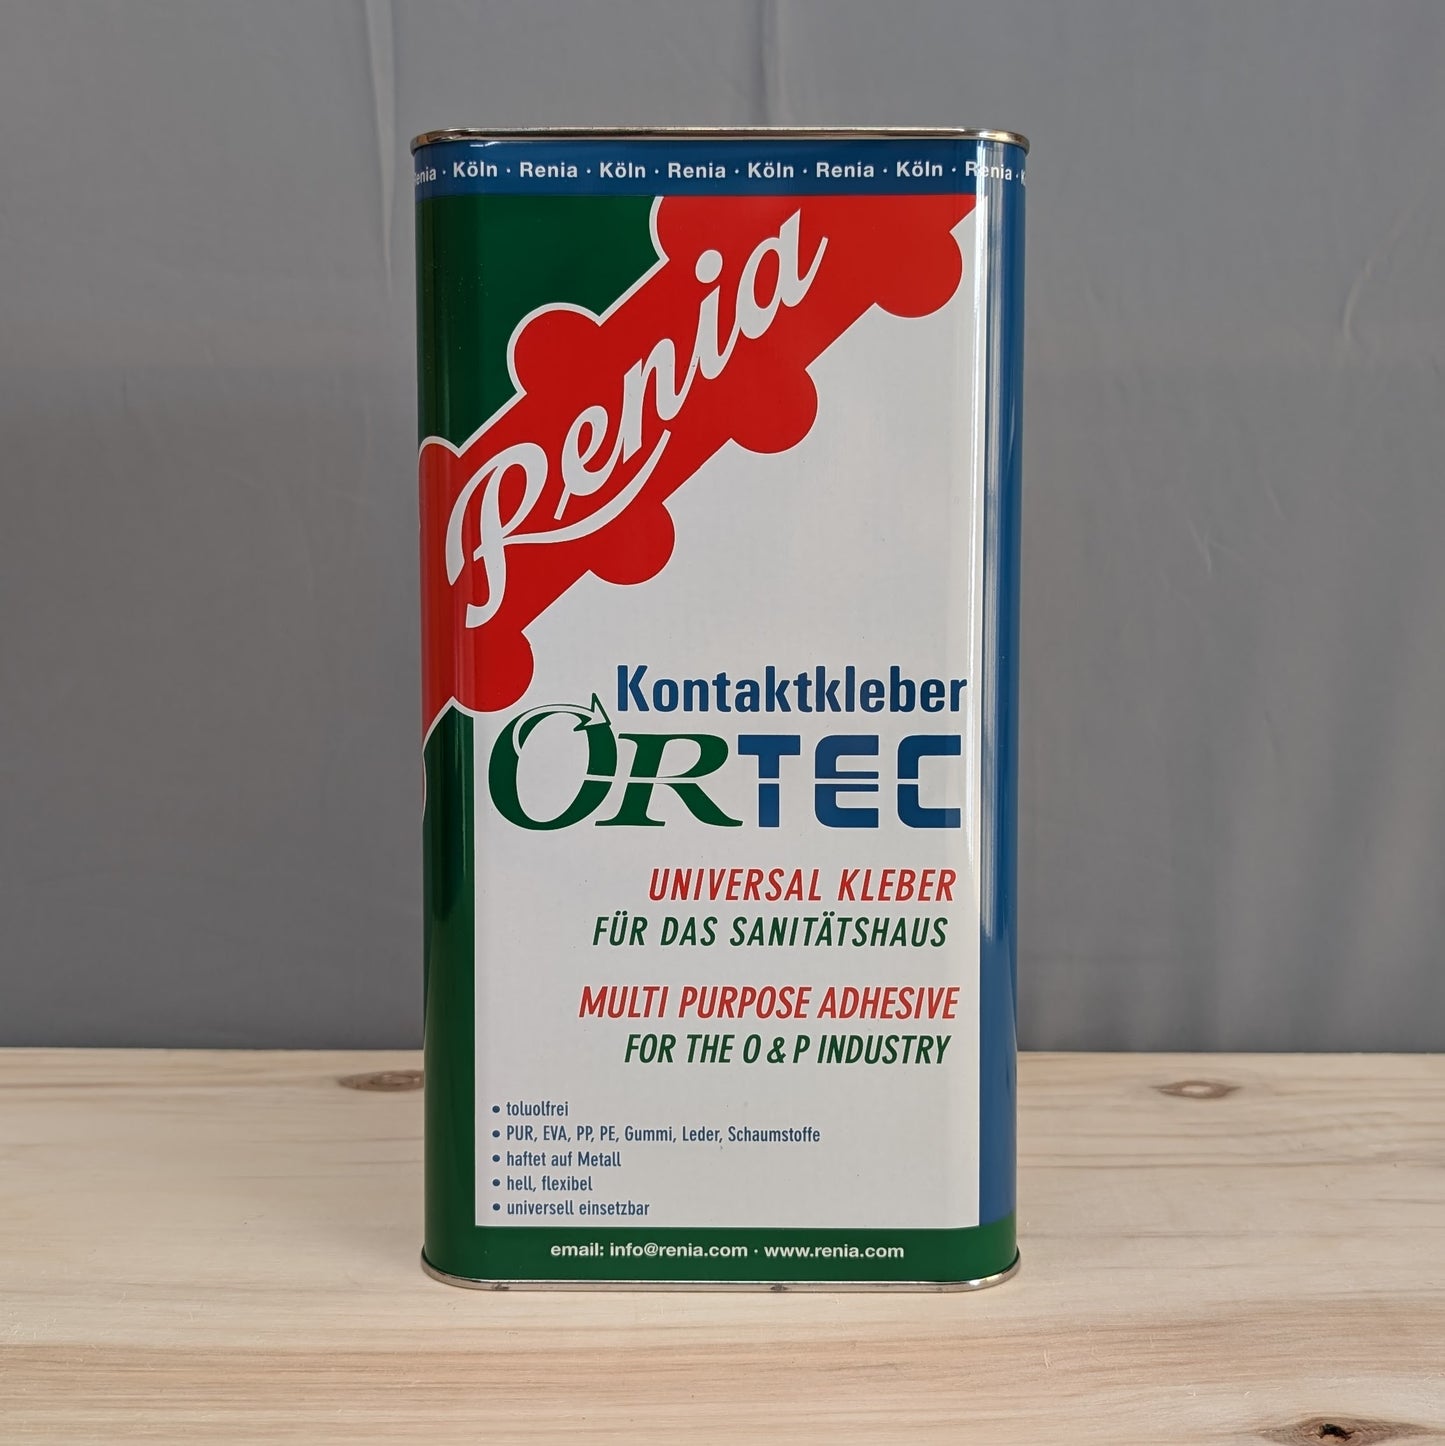 Renia · Köln · Renia · Köln · Renia · Köln · Renia · Köln · Renia ·
Renia
Kontaktkleber
ORTEC
UNIVERSAL KLEBER
FÜR DAS SANITÄTSHAUS
MULTI PURPOSE ADHESIVE
FOR THE O & P INDUSTRY
• toluolfrei
• PUR, EVA, PP, PE, Gummi, Leder, Schaumstoffe
• haftet auf Metall
• hell, flexibel
• universell einsetzbar
email: info@renia.com · www.renia.com